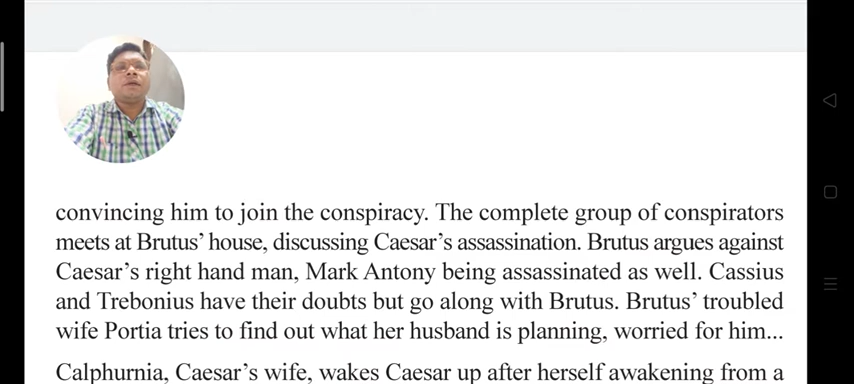 convincing him to join the conspiracy. The complete group of conspirators
meets at Brutus’ house, discussing Caesar’s assassination. Brutus argues against
Caesar’s right hand man, Mark Antony being assassinated as well. Cassius
and Trebonius have their doubts but go along with Brutus. Brutus’ troubled
wife Portia tries to find out what her husband is planning, worried for him...
Calphurnia, Caesar’s wife, wakes Caesar up after herself awakening from a